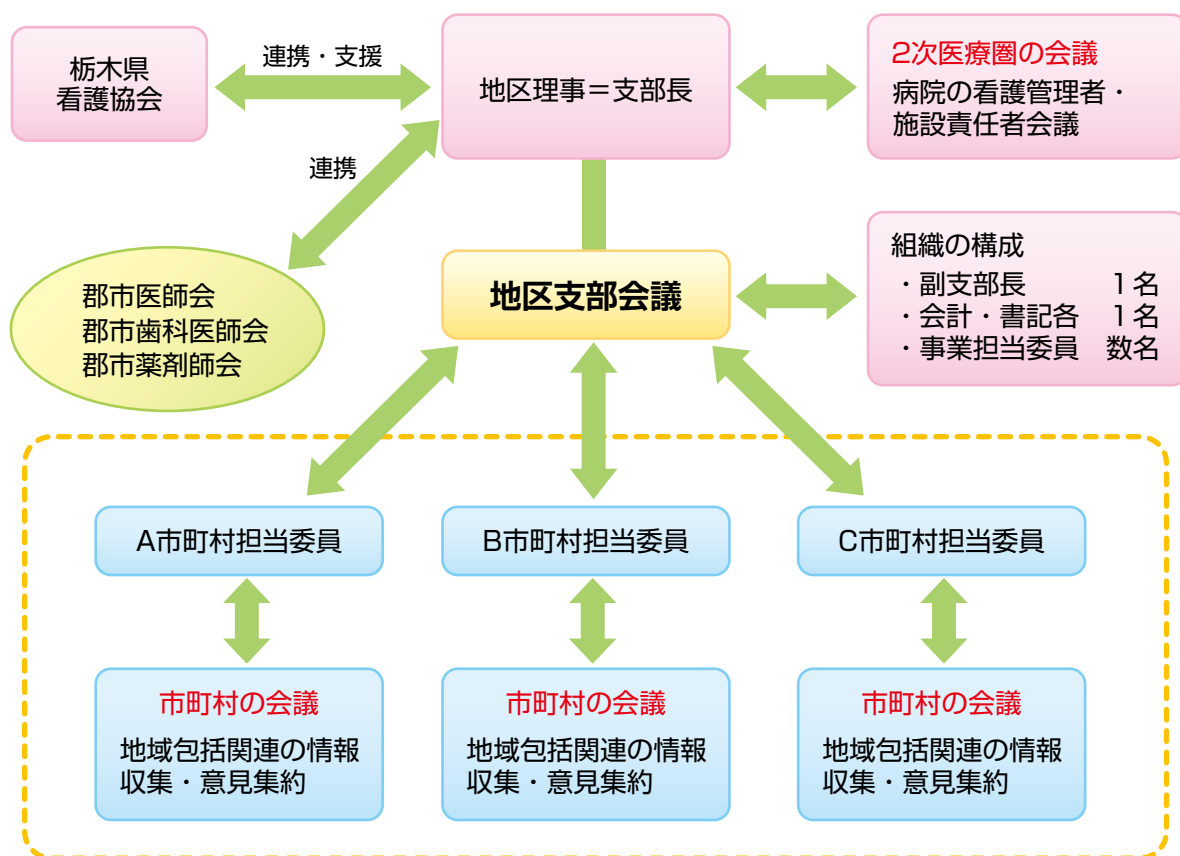 栃木県
看護協会
連携・支援
地区理事＝支部長
2次医療圏の会議
病院の看護管理者・
施設責任者会議
連携
郡市医師会
郡市歯科医師会
郡市薬剤師会
地区支部会議
組織の構成
・副支部長　1名
・会計・書記各　1名
・事業担当委員　数名
A市町村担当委員
B市町村担当委員
C市町村担当委員
市町村の会議
地域包括関連の情報
収集・意見集約
市町村の会議
地域包括関連の情報
収集・意見集約
市町村の会議
地域包括関連の情報
収集・意見集約